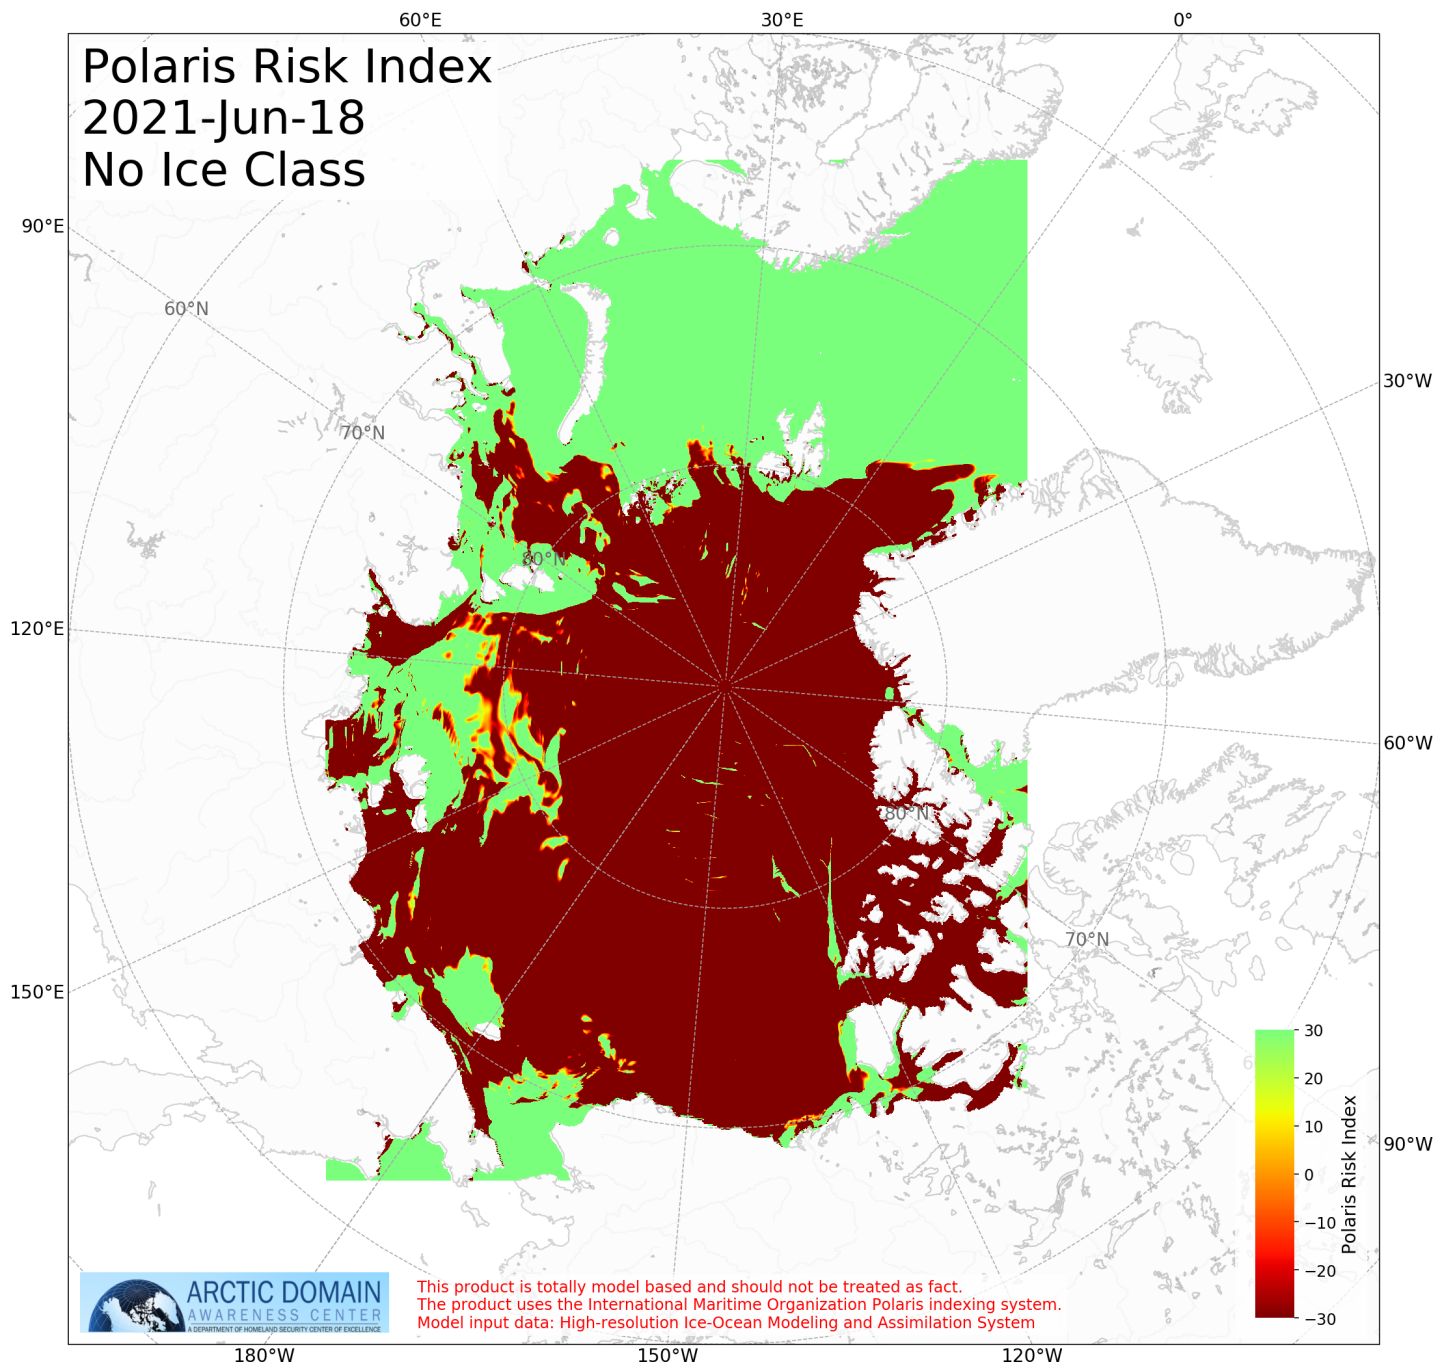 60°E
30°E
0°
Polaris Risk Index
2021-Jun-18
No Ice Class
90°E
60°N
30°W
70°N
80°N
120°E
60°W
80°N
70°N
150°E
30
20
10
0
−10
−20
−30
Polaris Risk Index
90°W
ARCTIC DOMAIN
AWARENESS CENTER
A DEPARTMENT OF HOMELAND SECURITY CENTER OF EXCELLENCE
This product is totally model based and should not be treated as fact.
The product uses the International Maritime Organization Polaris indexing system.
Model input data: High-resolution Ice-Ocean Modeling and Assimilation System
180°W
150°W
120°W